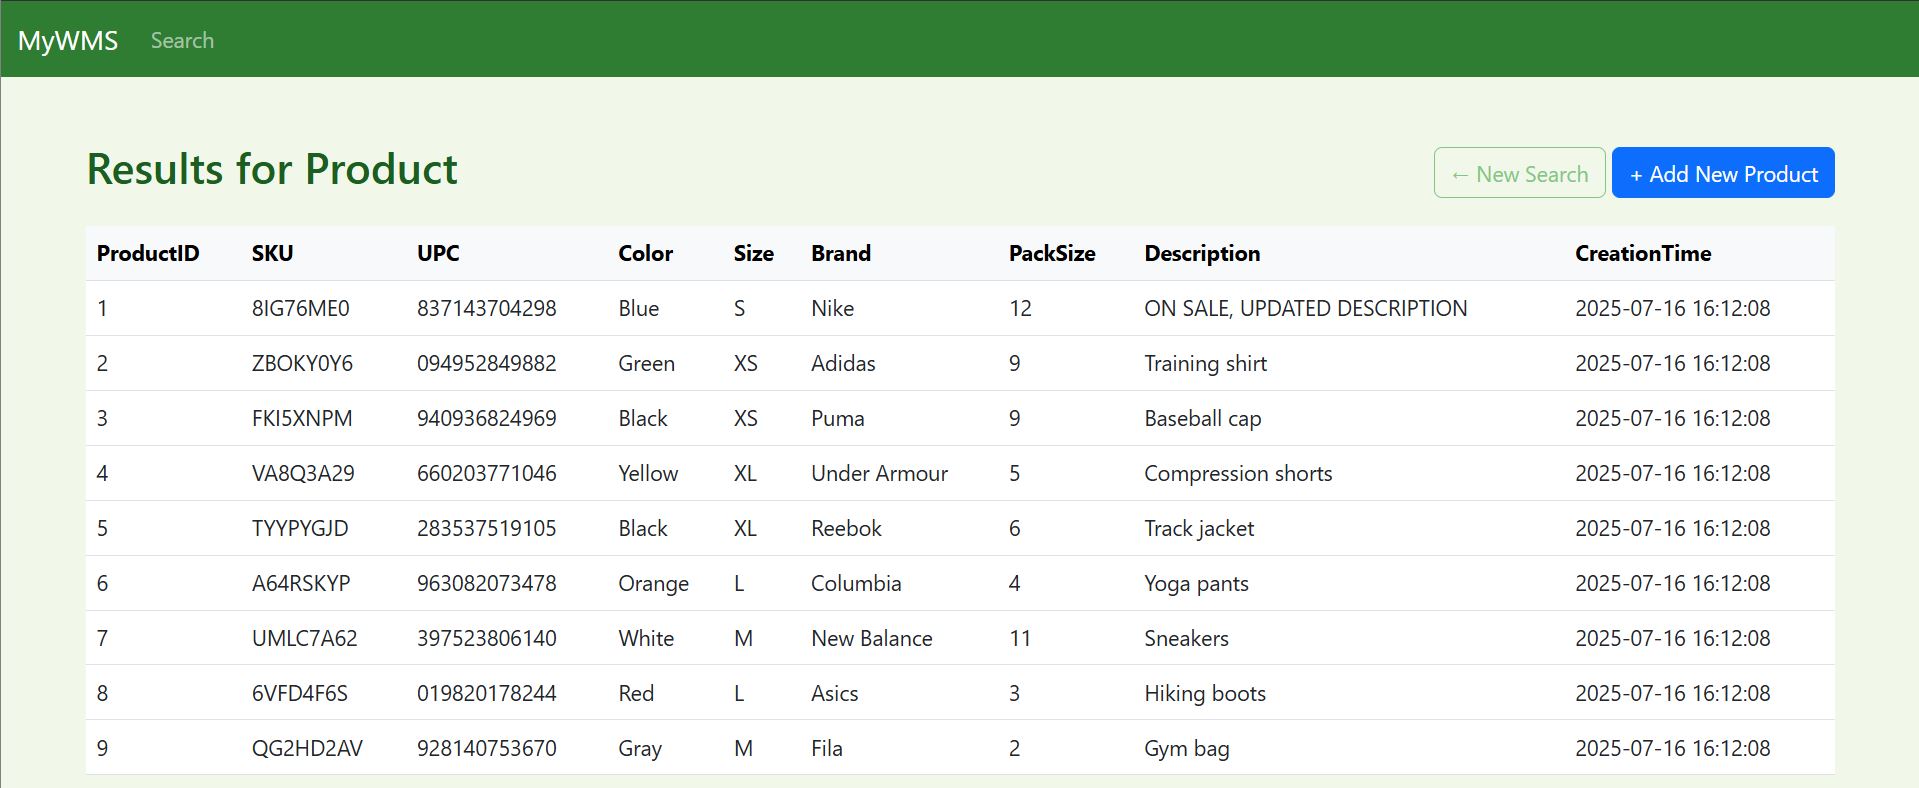 MyWMS Search
Results for Product
← New Search + Add New Product
ProductID SKU UPC Color Size Brand PackSize Description CreationTime
1 8IG76ME0 837143704298 Blue S Nike 12 ON SALE, UPDATED DESCRIPTION 2025-07-16 16:12:08
2 ZBOKY0Y6 094952849882 Green XS Adidas 9 Training shirt 2025-07-16 16:12:08
3 FKI5XNPM 940936824969 Black XS Puma 9 Baseball cap 2025-07-16 16:12:08
4 VA8Q3A29 660203771046 Yellow XL Under Armour 5 Compression shorts 2025-07-16 16:12:08
5 TYYPYGJD 283537519105 Black XL Reebok 6 Track jacket 2025-07-16 16:12:08
6 A64RSKYP 963082073478 Orange L Columbia 4 Yoga pants 2025-07-16 16:12:08
7 UMLC7A62 397523806140 White M New Balance 11 Sneakers 2025-07-16 16:12:08
8 6VFD4F6S 019820178244 Red L Asics 3 Hiking boots 2025-07-16 16:12:08
9 QG2HD2AV 928140753670 Gray M Fila 2 Gym bag 2025-07-16 16:12:08